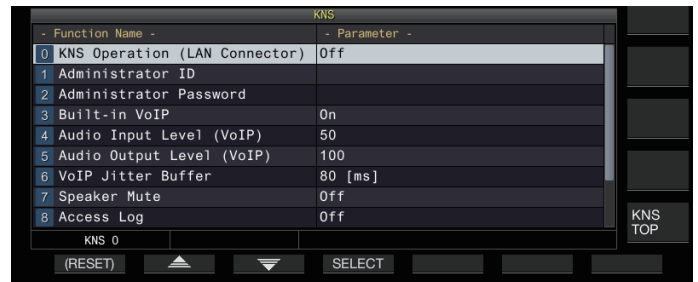 KNS
- Function Name - - Parameter -
0 KNS Operation (LAN Connector) Off
1 Administrator ID
2 Administrator Password
3 Built-in VoIP On
4 Audio Input Level (VoIP) 50
5 Audio Output Level (VoIP) 100
6 VoIP Jitter Buffer 80 [ms]
7 Speaker Mute Off
8 Access Log Off
KNS 0
KNS
TOP
(RESET) SELECT